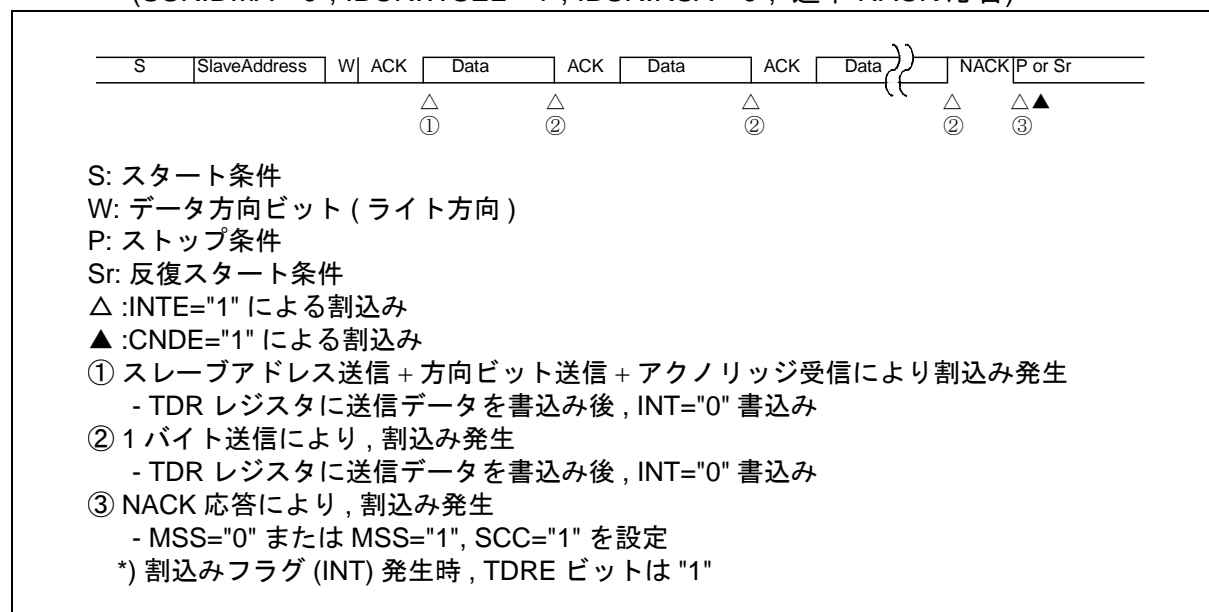 S SlaveAddress W ACK Data ACK Data ACK Data NACK P or Sr
△ △ △ △ △▲
① ② ② ② ③
S: スタート条件
W: データ方向ビット ( ライト方向 )
P: ストップ条件
Sr: 反復スタート条件
△ :INTE="1" による割込み
▲ :CNDE="1" による割込み
① スレーブアドレス送信 + 方向ビット送信 + アクノリッジ受信により割込み発生
- TDR レジスタに送信データを書込み後 , INT="0" 書込み
② 1 バイト送信により , 割込み発生
- TDR レジスタに送信データを書込み後 , INT="0" 書込み
③ NACK 応答により , 割込み発生
- MSS="0" または MSS="1", SCC="1" を設定
*) 割込みフラグ (INT) 発生時 , TDRE ビットは "1"